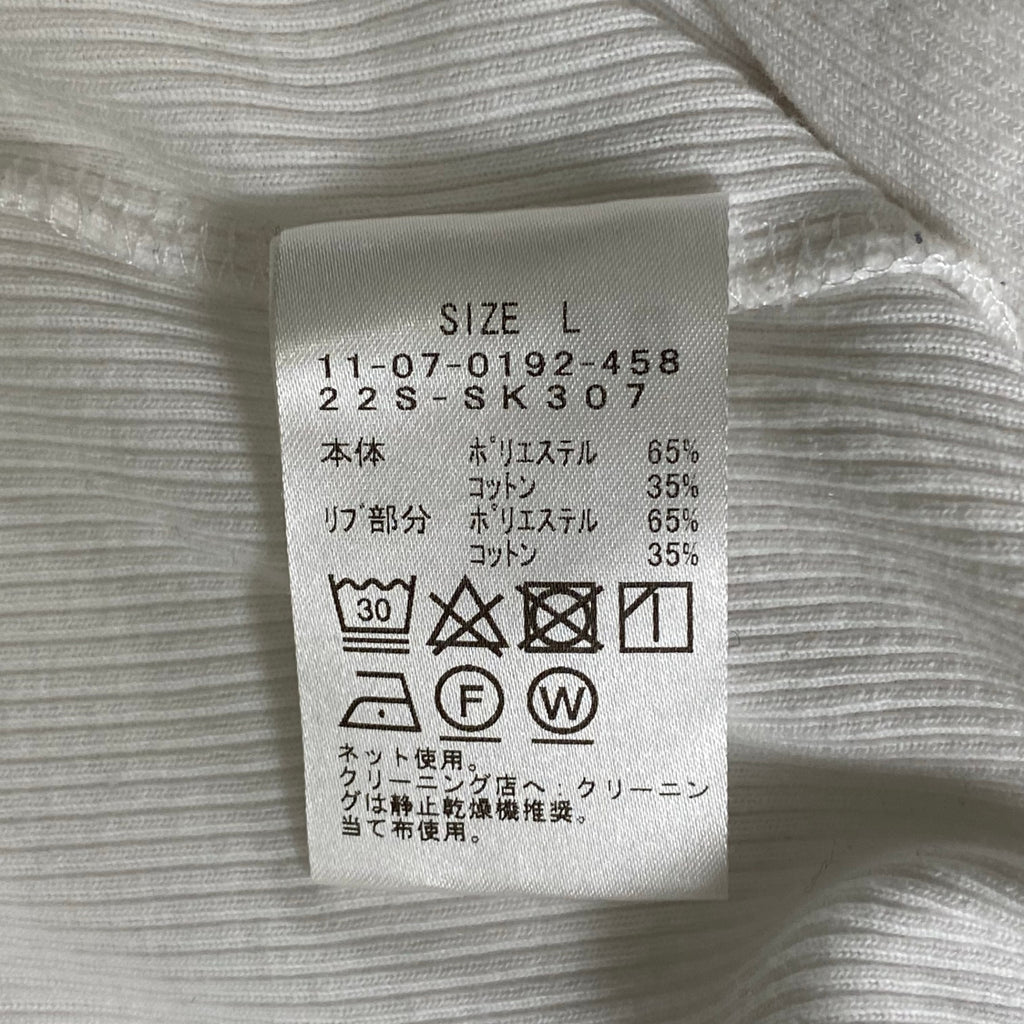 SIZE L
11-07-0192-458
22S-SK307
本体 ﾎﾟﾘｴｽﾃﾙ 65%
ｺｯﾄﾝ 35%
ﾘﾌﾞ部分 ﾎﾟﾘｴｽﾃﾙ 65%
ｺｯﾄﾝ 35%
30
F W
ネット使用。
クリーニング店へ：クリーニン
グは静止乾燥機推奨。
当て布使用。